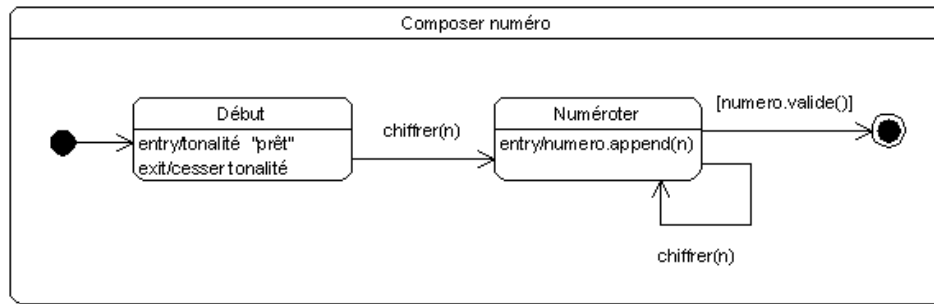 Composer numéro
Début
entry/tonalité "prêt"
exit/cesser tonalité
chiffrer(n)
Numéroter
entry/numero.append(n)
[numero.valide()]
chiffrer(n)